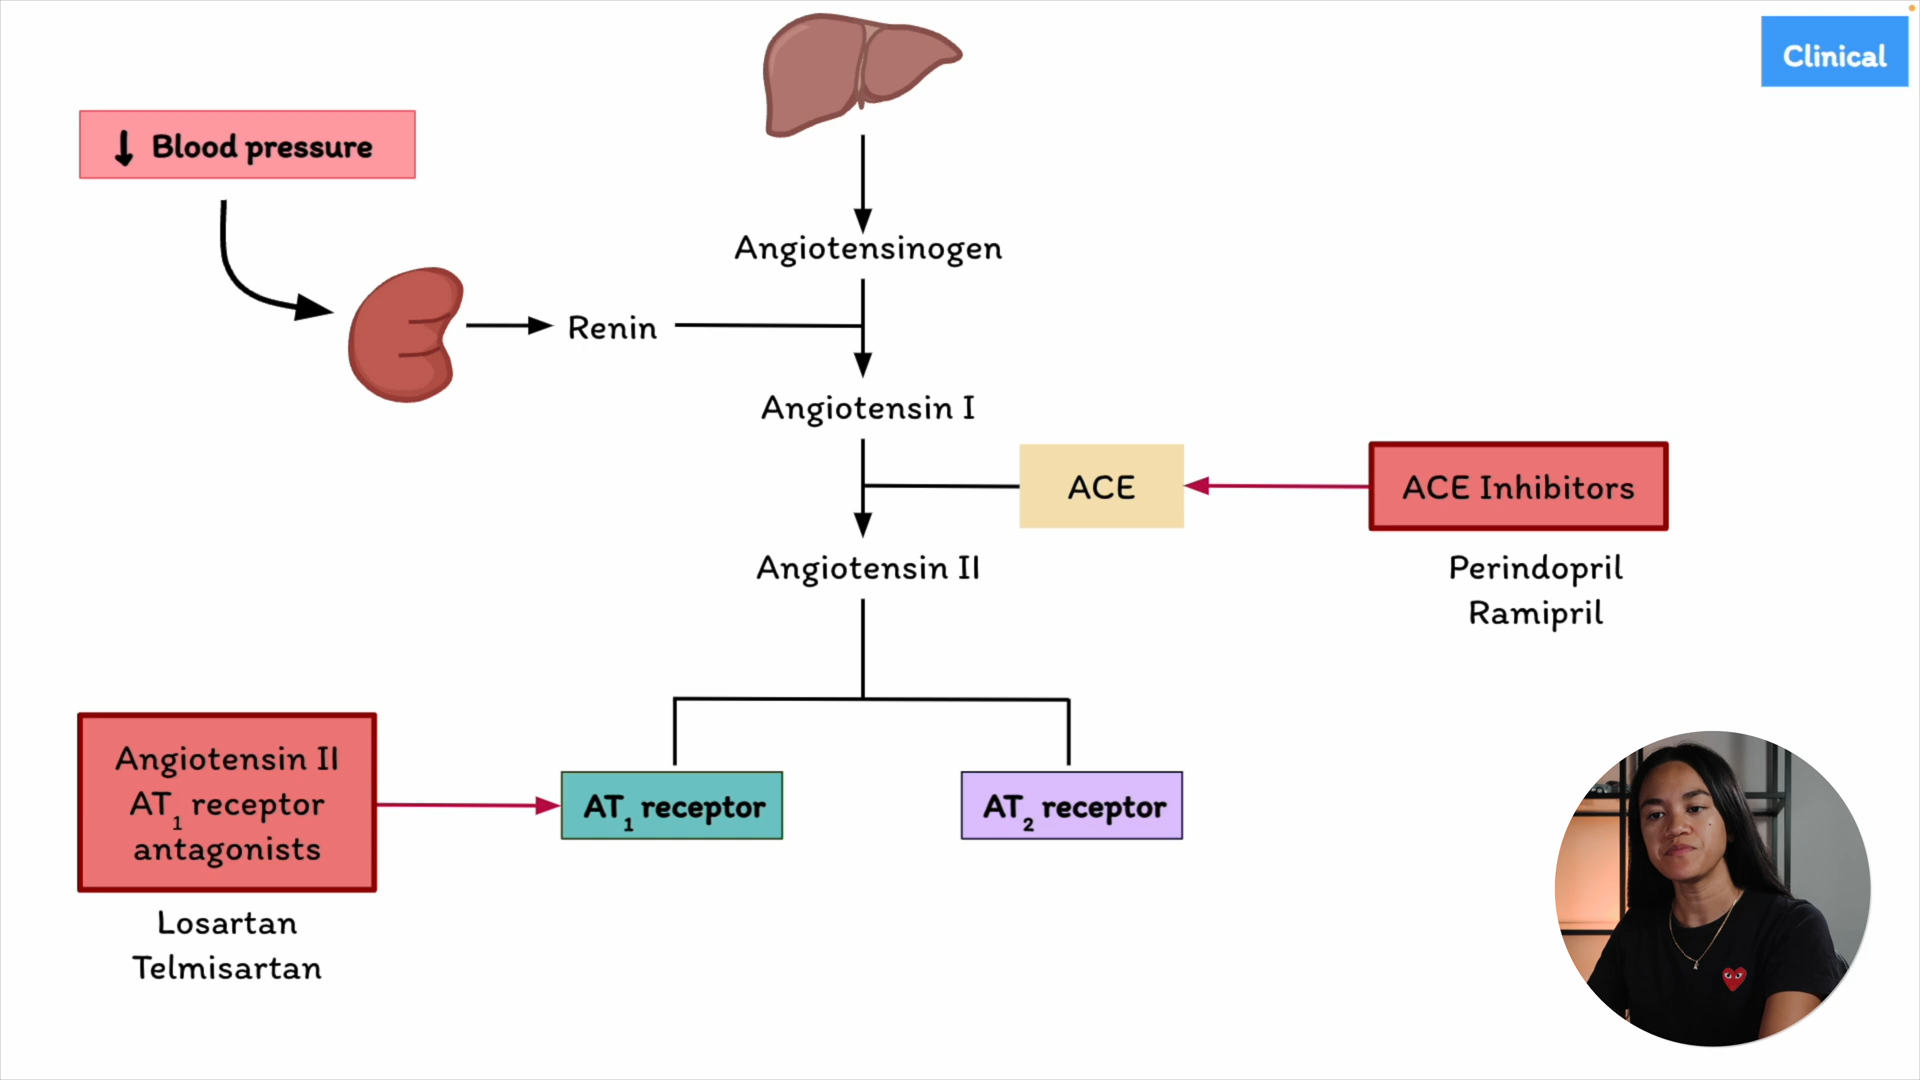 Clinical
↓ Blood pressure
Angiotensinogen
Renin
Angiotensin I
ACE
ACE Inhibitors
Angiotensin II
Perindopril
Ramipril
Angiotensin II
AT₁ receptor
antagonists
AT₁ receptor
AT₂ receptor
Losartan
Telmisartan